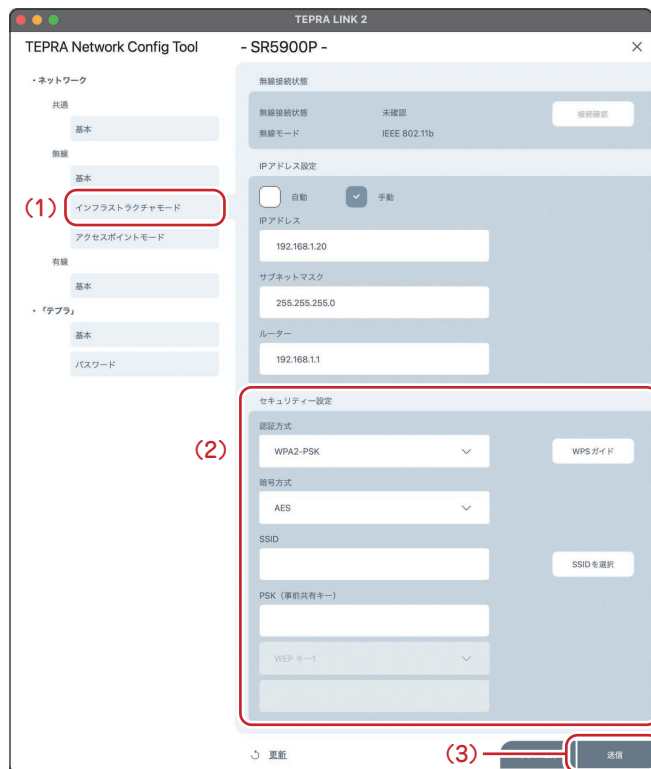 TEPRA LINK 2
TEPRA Network Config Tool
- SR5900P -
・ネットワーク
共通
基本
無線
基本
(1)
インフラストラクチャモード
アクセスポイントモード
有線
基本
・「テプラ」
基本
パスワード
無線接続状態
無線接続状態 未確認 接続確認
無線モード IEEE 802.11b
IPアドレス設定
自動 手動
IPアドレス
192.168.1.20
サブネットマスク
255.255.255.0
ルーター
192.168.1.1
(2)
セキュリティー設定
認証方式
WPA2-PSK WPSガイド
暗号方式
AES
SSID
SSIDを選択
PSK（事前共有キー）
WEP キー1
更新
(3)
送信